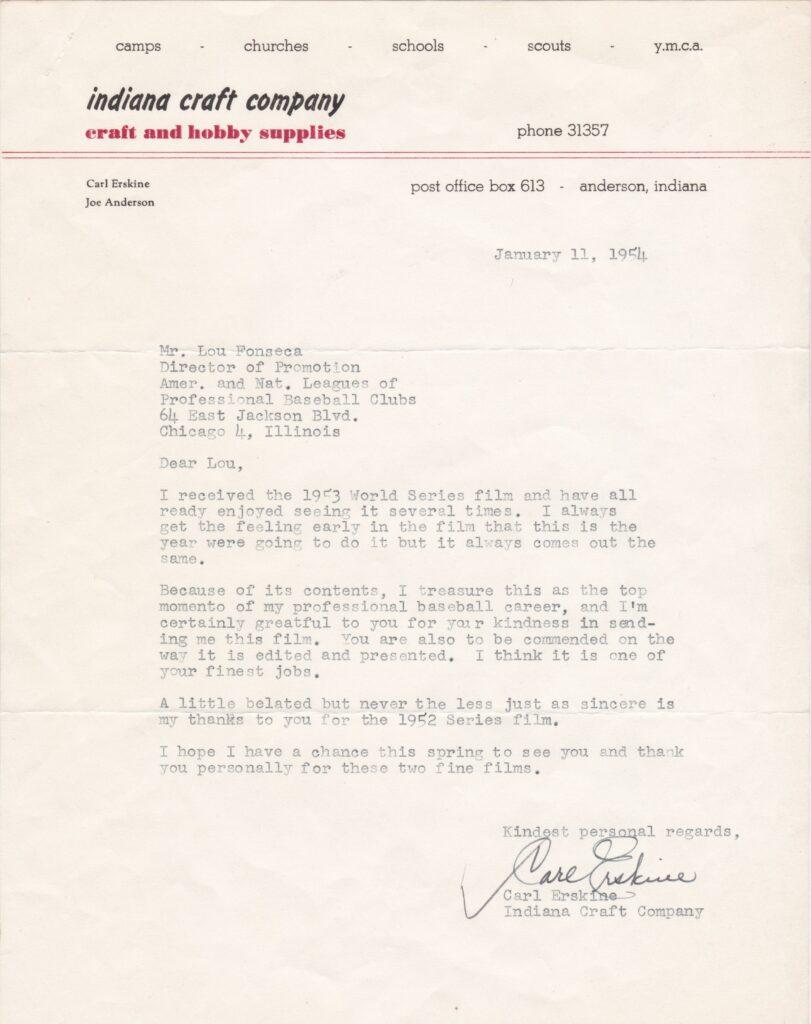 camps - churches - schools - scouts - y.m.c.a.
indiana craft company
craft and hobby supplies
phone 31357
Carl Erskine
Joe Anderson
post office box 613 - anderson, indiana
January 11, 1954
Mr. Lou Fonseca
Director of Promotion
Amer. and Nat. Leagues of
Professional Baseball Clubs
64 East Jackson Blvd.
Chicago 4, Illinois
Dear Lou,
I received the 1953 World Series film and have all
ready enjoyed seeing it several times. I always
get the feeling early in the film that this is the
year were going to do it but it always comes out the
same.
Because of its contents, I treasure this as the top
momento of my professional baseball career, and I'm
certainly greatful to you for your kindness in send-
ing me this film. You are also to be commended on the
way it is edited and presented. I think it is one of
your finest jobs.
A little belated but never the less just as sincere is
my thanks to you for the 1952 Series film.
I hope I have a chance this spring to see you and thank
you personally for these two fine films.
Kindest personal regards,
Carl Erskine
Carl Erskine
Indiana Craft Company